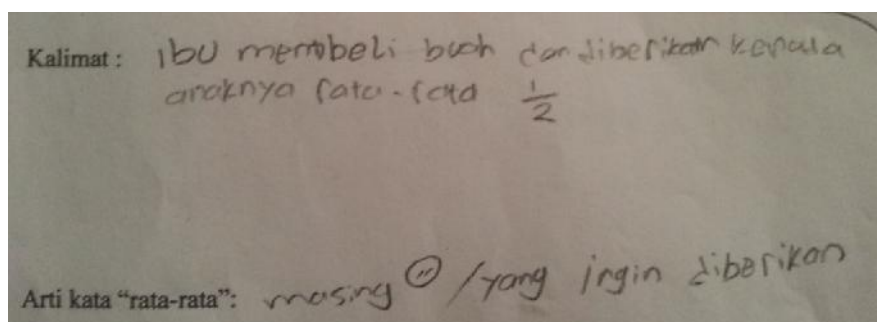 Kalimat : ibu membeli buah dan diberikan kepada
anaknya rata-rata 1/2
Arti kata “rata-rata”: masing" /yang ingin diberikan